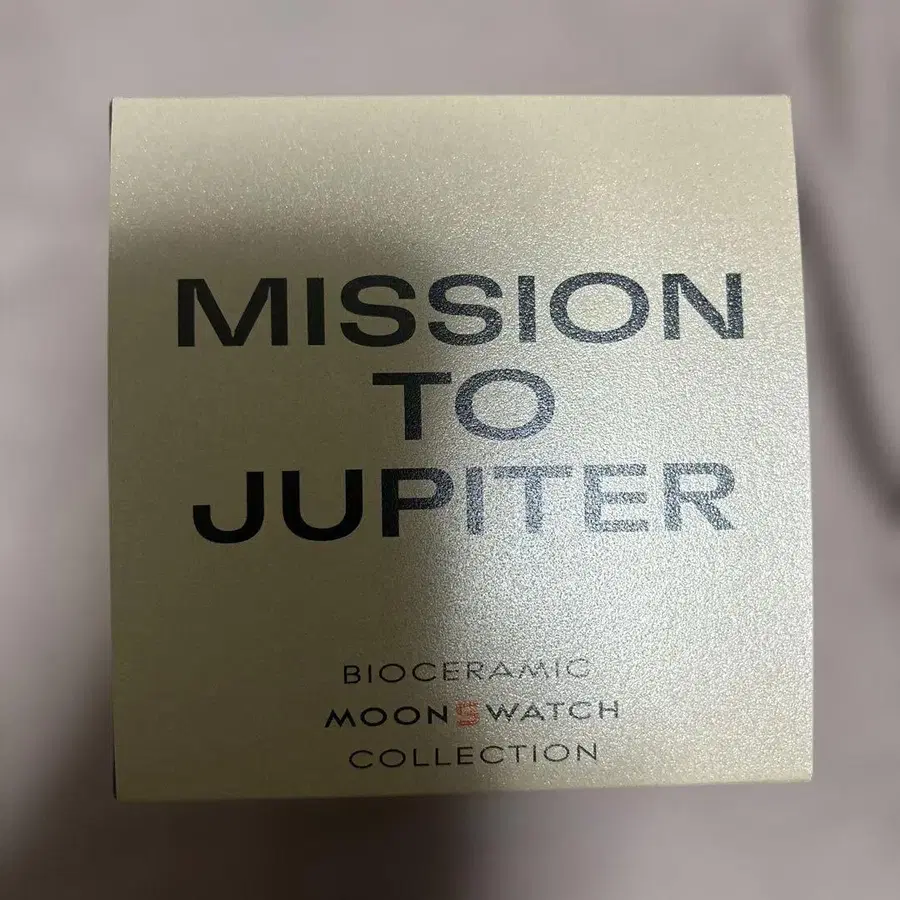 MISSION
TO
JUPITER
BIOCERAMIC
MOONSWATCH
COLLECTION